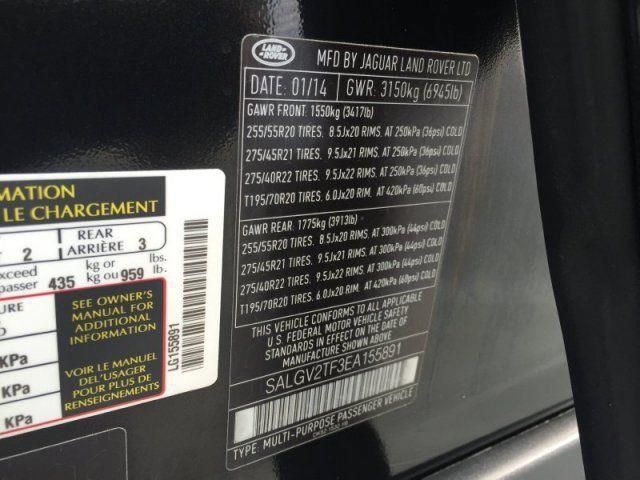 LAND ROVER
MFD BY JAGUAR LAND ROVER LTD
DATE: 01/14 GWR: 3150kg (6945lb)
GAWR FRONT: 1550kg (3417lb)
255/55R20 TIRES. 8.5Jx20 RIMS. AT 250kPa (36psi) COLD
275/45R21 TIRES. 9.5Jx21 RIMS. AT 250kPa (36psi) COLD
275/40R22 TIRES. 9.5Jx22 RIMS. AT 250kPa (36psi) COLD
T195/70R20 TIRES. 6.0Jx20 RIM. AT 420kPa (60psi) COLD
GAWR REAR: 1775kg (3913lb)
255/55R20 TIRES. 8.5Jx20 RIMS. AT 300kPa (44psi) COLD
275/45R21 TIRES. 9.5Jx21 RIMS. AT 300kPa (44psi) COLD
275/40R22 TIRES. 9.5Jx22 RIMS. AT 300kPa (44psi) COLD
T195/70R20 TIRES. 6.0Jx20 RIM. AT 420kPa (60psi) COLD
THIS VEHICLE CONFORMS TO ALL APPLICABLE
U.S. FEDERAL MOTOR VEHICLE SAFETY
STANDARDS IN EFFECT ON THE DATE OF
MANUFACTURE SHOWN ABOVE.
SALGV2TF3EA155891
TYPE: MULTI-PURPOSE PASSENGER VEHICLE
MATION
LE CHARGEMENT
2 REAR
ARRIÈRE 3
exceed
passer 435 kg or
kg ou 959 lbs.
lb.
URE
SEE OWNER'S
MANUAL FOR
ADDITIONAL
INFORMATION
KPa
VOIR LE MANUEL
DEL'USAGER
POUR PLUS DE
RENSEIGNEMENTS
KPa
KPa
LG155891